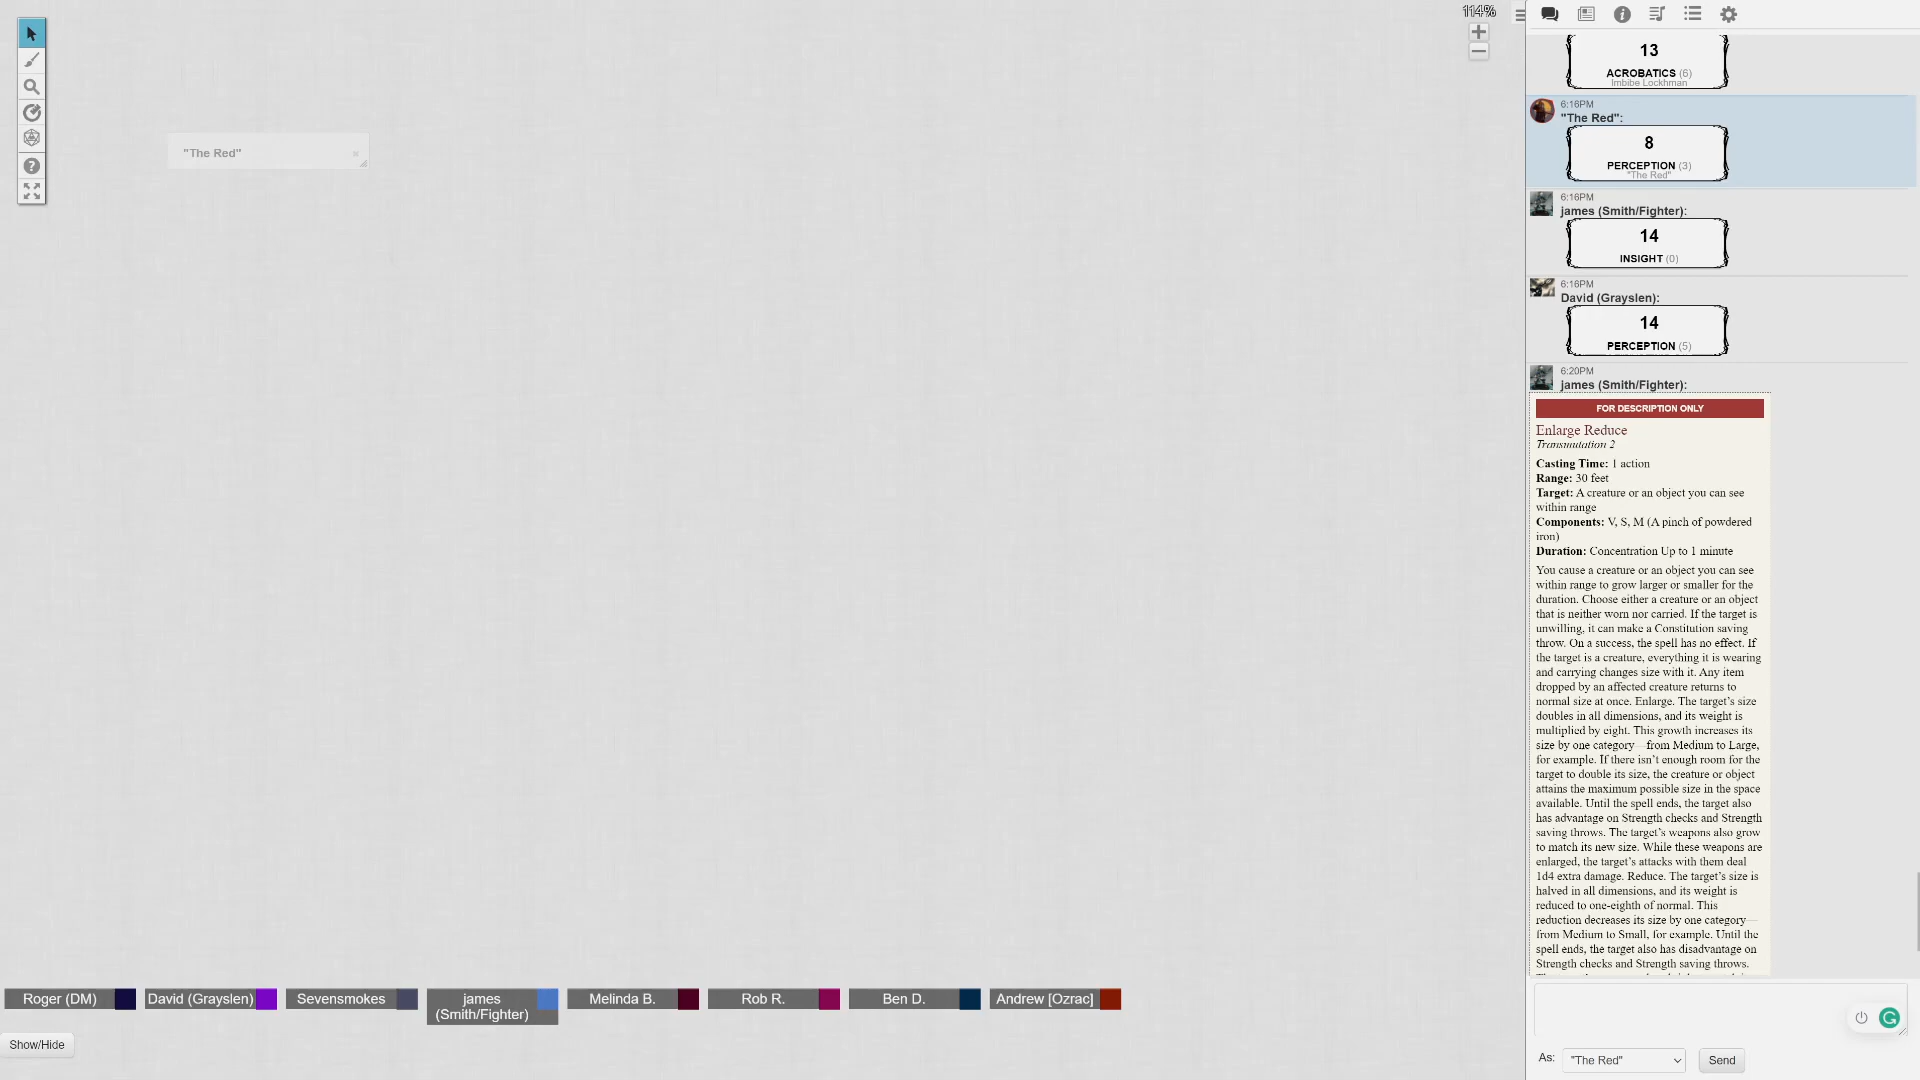 114%
"The Red"
13
ACROBATICS (6)
Imbibe Lockhman
6:16PM
"The Red":
8
PERCEPTION (3)
"The Red"
6:16PM
james (Smith/Fighter):
14
INSIGHT (0)
6:16PM
David (Grayslen):
14
PERCEPTION (5)
6:20PM
james (Smith/Fighter):
FOR DESCRIPTION ONLY
Enlarge Reduce
Transmutation 2
Casting Time: 1 action
Range: 30 feet
Target: A creature or an object you can see
within range
Components: V, S, M (A pinch of powdered
iron)
Duration: Concentration Up to 1 minute
You cause a creature or an object you can see
within range to grow larger or smaller for the
duration. Choose either a creature or an object
that is neither worn nor carried. If the target is
unwilling, it can make a Constitution saving
throw. On a success, the spell has no effect. If
the target is a creature, everything it is wearing
and carrying changes size with it. Any item
dropped by an affected creature returns to
normal size at once. Enlarge. The target's size
doubles in all dimensions, and its weight is
multiplied by eight. This growth increases its
size by one category—from Medium to Large,
for example. If there isn't enough room for the
target to double its size, the creature or object
attains the maximum possible size in the space
available. Until the spell ends, the target also
has advantage on Strength checks and Strength
saving throws. The target's weapons also grow
to match its new size. While these weapons are
enlarged, the target's attacks with them deal
1d4 extra damage. Reduce. The target's size is
halved in all dimensions, and its weight is
reduced to one-eighth of normal. This
reduction decreases its size by one category—
from Medium to Small, for example. Until the
spell ends, the target also has disadvantage on
Strength checks and Strength saving throws.
Roger (DM)
David (Grayslen)
Sevensmokes
james
(Smith/Fighter)
Melinda B.
Rob R.
Ben D.
Andrew [Ozrac]
Show/Hide
As:
"The Red"
Send